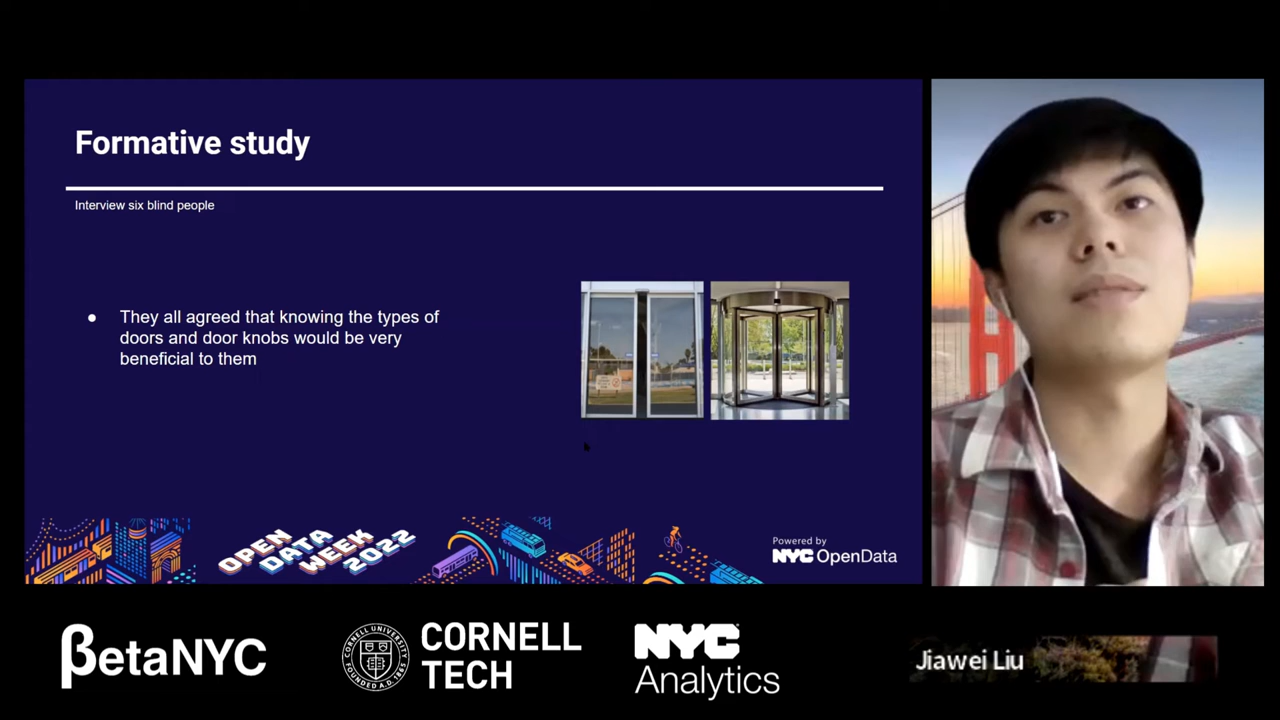 Formative study
Interview six blind people
● They all agreed that knowing the types of
doors and door knobs would be very
beneficial to them
OPEN
DATA
WEEK
2022
Powered by
NYC OpenData
βetaNYC
CORNELL
TECH
NYC
Analytics
Jiawei Liu